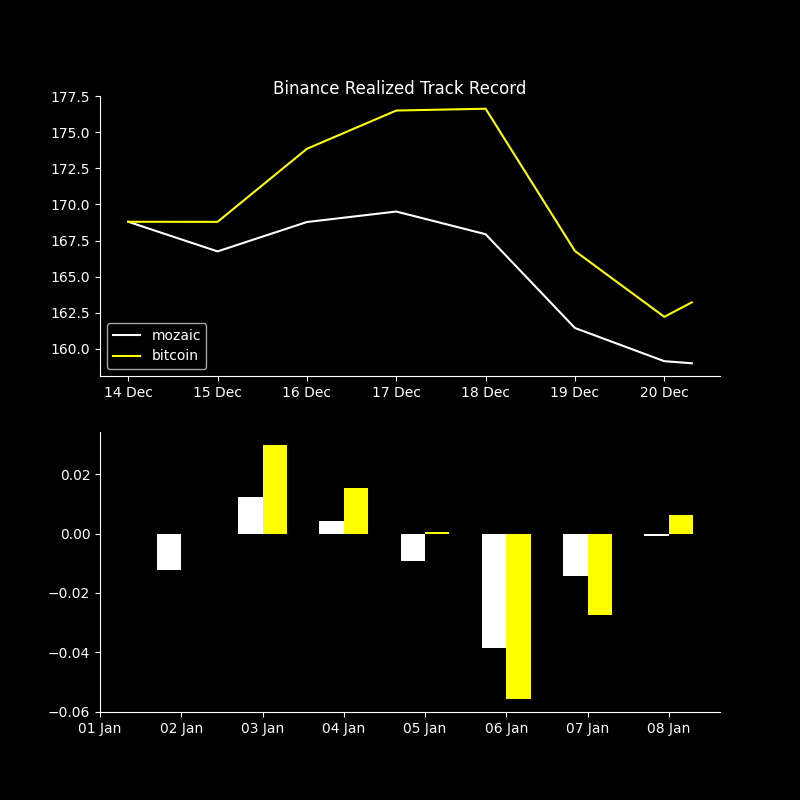 Binance Realized Track Record
177.5
175.0
172.5
170.0
167.5
165.0
162.5
160.0
mozaic
bitcoin
14 Dec 15 Dec 16 Dec 17 Dec 18 Dec 19 Dec 20 Dec
0.02
0.00
−0.02
−0.04
−0.06
01 Jan 02 Jan 03 Jan 04 Jan 05 Jan 06 Jan 07 Jan 08 Jan